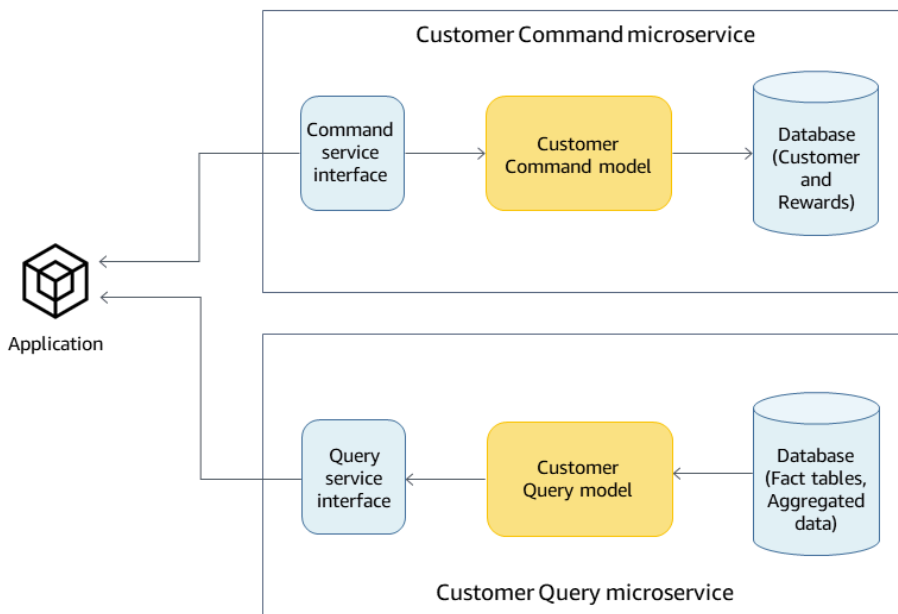 Customer Command microservice
Command
service
interface
Customer
Command model
Database
(Customer
and
Rewards)
Application
Query
service
interface
Customer
Query model
Database
(Fact tables,
Aggregated
data)
Customer Query microservice